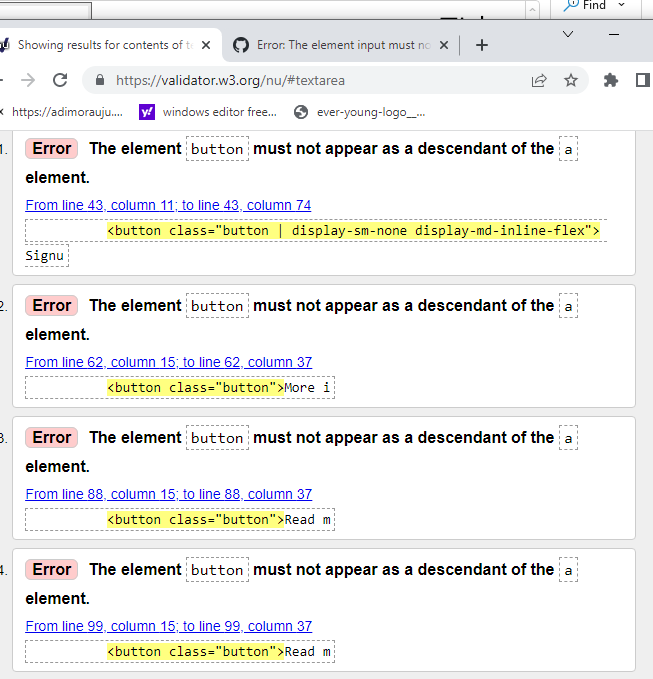 Find
Showing results for contents of te
Error: The element input must no
https://validator.w3.org/nu/#textarea
https://adimorauju....
windows editor free...
ever-young-logo__...
1. Error The element button must not appear as a descendant of the a
element.
From line 43, column 11; to line 43, column 74
<button class="button | display-sm-none display-md-inline-flex">
Signu
2. Error The element button must not appear as a descendant of the a
element.
From line 62, column 15; to line 62, column 37
<button class="button">More i
3. Error The element button must not appear as a descendant of the a
element.
From line 88, column 15; to line 88, column 37
<button class="button">Read m
4. Error The element button must not appear as a descendant of the a
element.
From line 99, column 15; to line 99, column 37
<button class="button">Read m